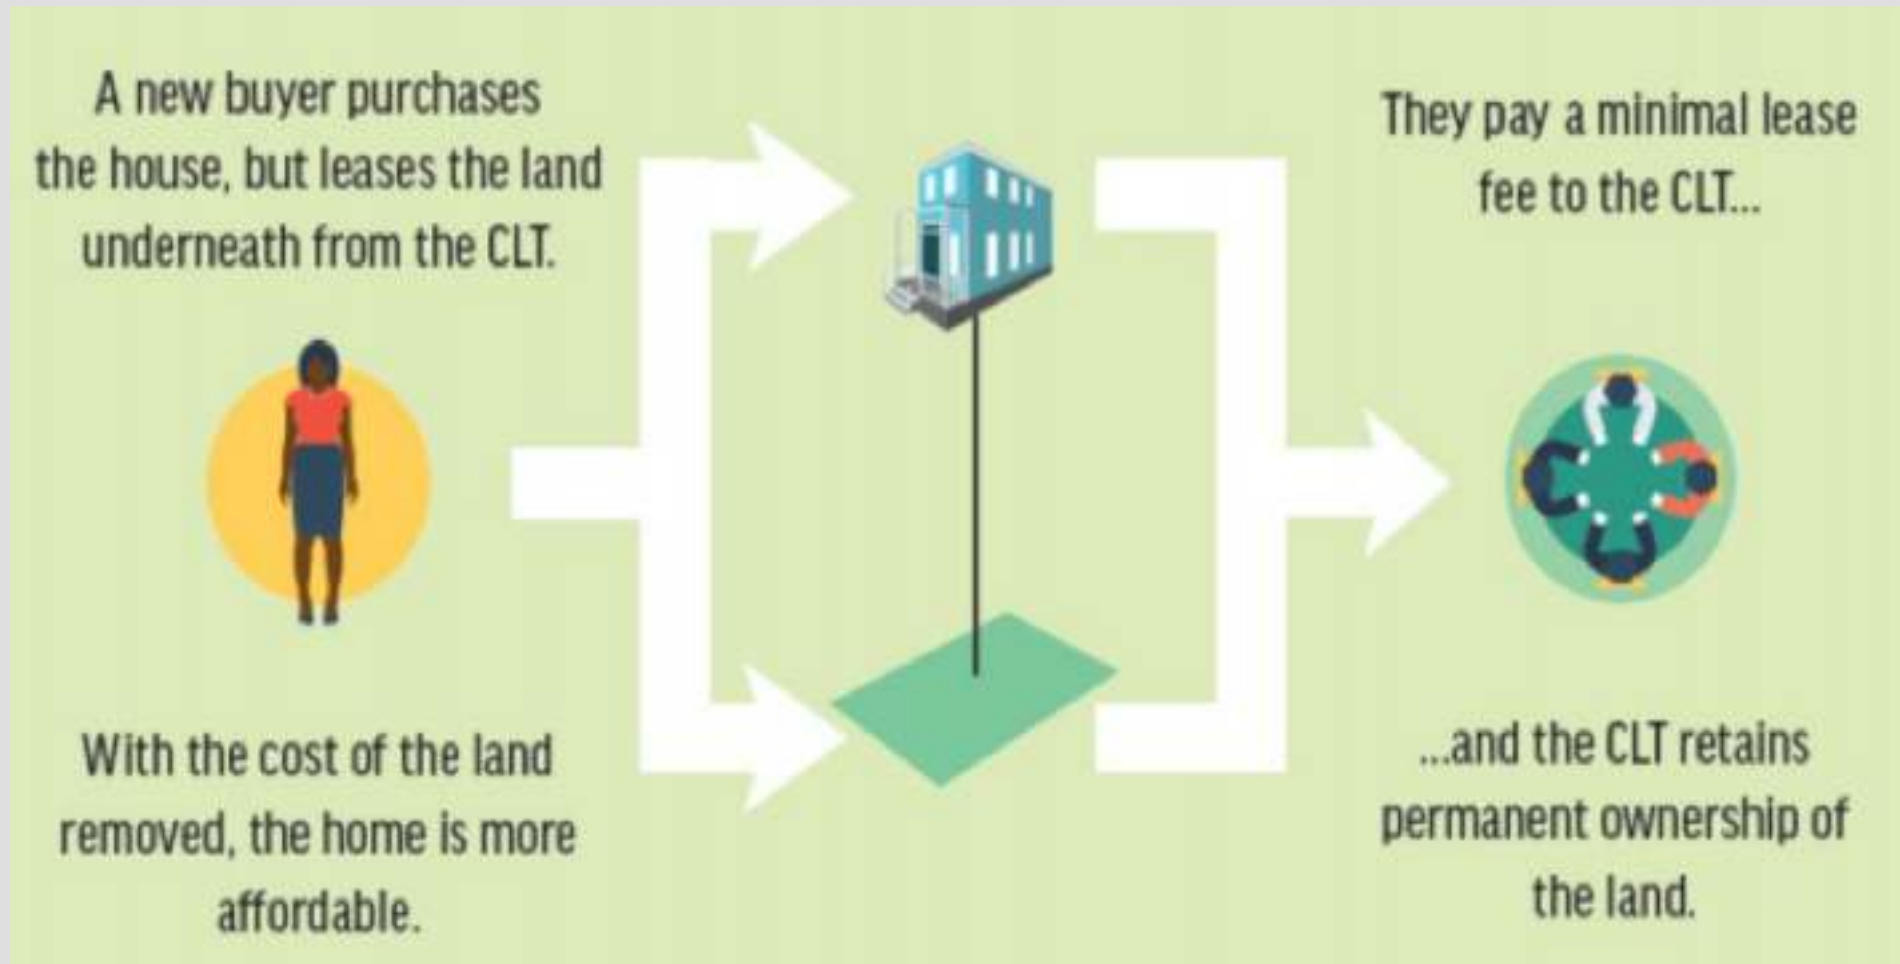 A new buyer purchases
the house, but leases the land
underneath from the CLT.
With the cost of the land
removed, the home is more
affordable.
They pay a minimal lease
fee to the CLT...
...and the CLT retains
permanent ownership of
the land.